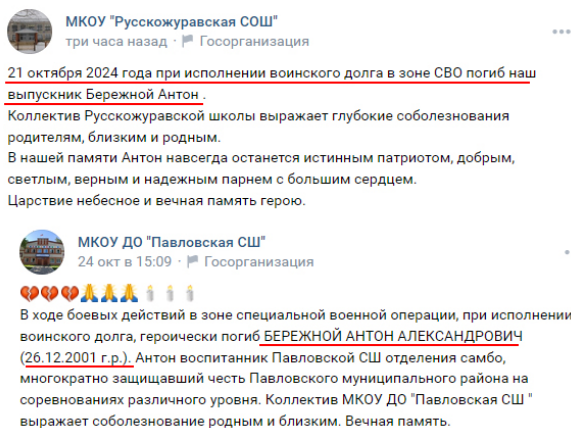 МКОУ "Русскожуравская СОШ"
три часа назад · Госорганизация
21 октября 2024 года при исполнении воинского долга в зоне СВО погиб наш
выпускник Бережной Антон .
Коллектив Русскожуравской школы выражает глубокие соболезнования
родителям, близким и родным.
В нашей памяти Антон навсегда останется истинным патриотом, добрым,
светлым, верным и надежным парнем с большим сердцем.
Царствие небесное и вечная память герою.
МКОУ ДО "Павловская СШ"
24 окт в 15:09 · Госорганизация
💔💔💔🙏🙏🙏🕯🕯🕯
В ходе боевых действий в зоне специальной военной операции, при исполнении
воинского долга, героически погиб БЕРЕЖНОЙ АНТОН АЛЕКСАНДРОВИЧ
(26.12.2001 г.р.). Антон воспитанник Павловской СШ отделения самбо,
многократно защищавший честь Павловского муниципального района на
соревнованиях различного уровня. Коллектив МКОУ ДО "Павловская СШ "
выражает соболезнование родным и близким. Вечная память.